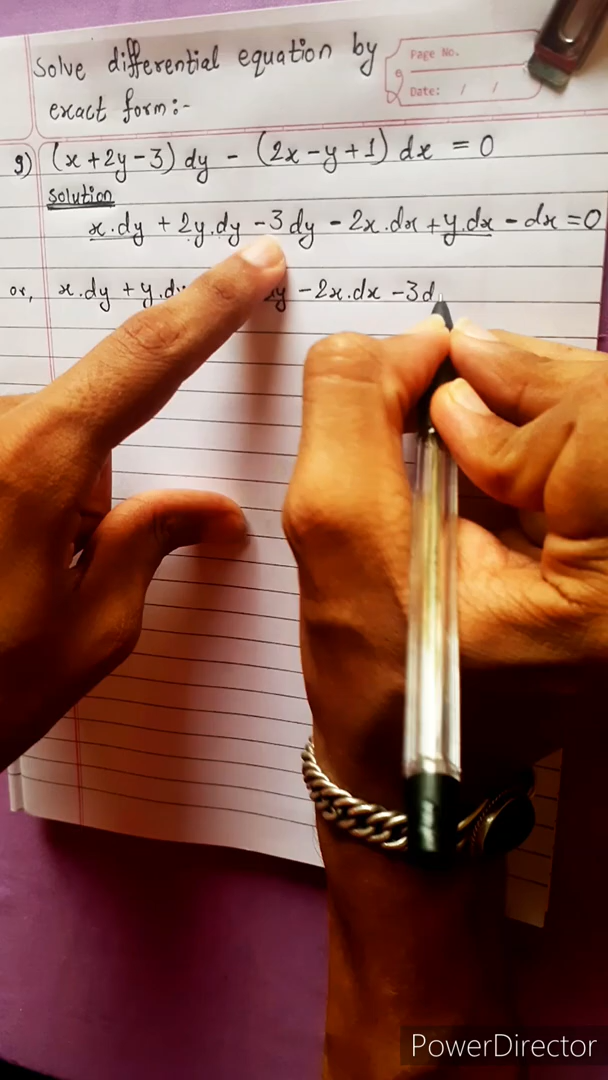 Solve differential equation by
exact form:-
Page No.
Date: / /
9) (x+2y-3) dy - (2x-y+1) dx = 0
Solution
x.dy + 2y.dy - 3dy - 2x.dx + y.dx - dx = 0
or, x.dy + y.d - 2x.dx - 3d
PowerDirector